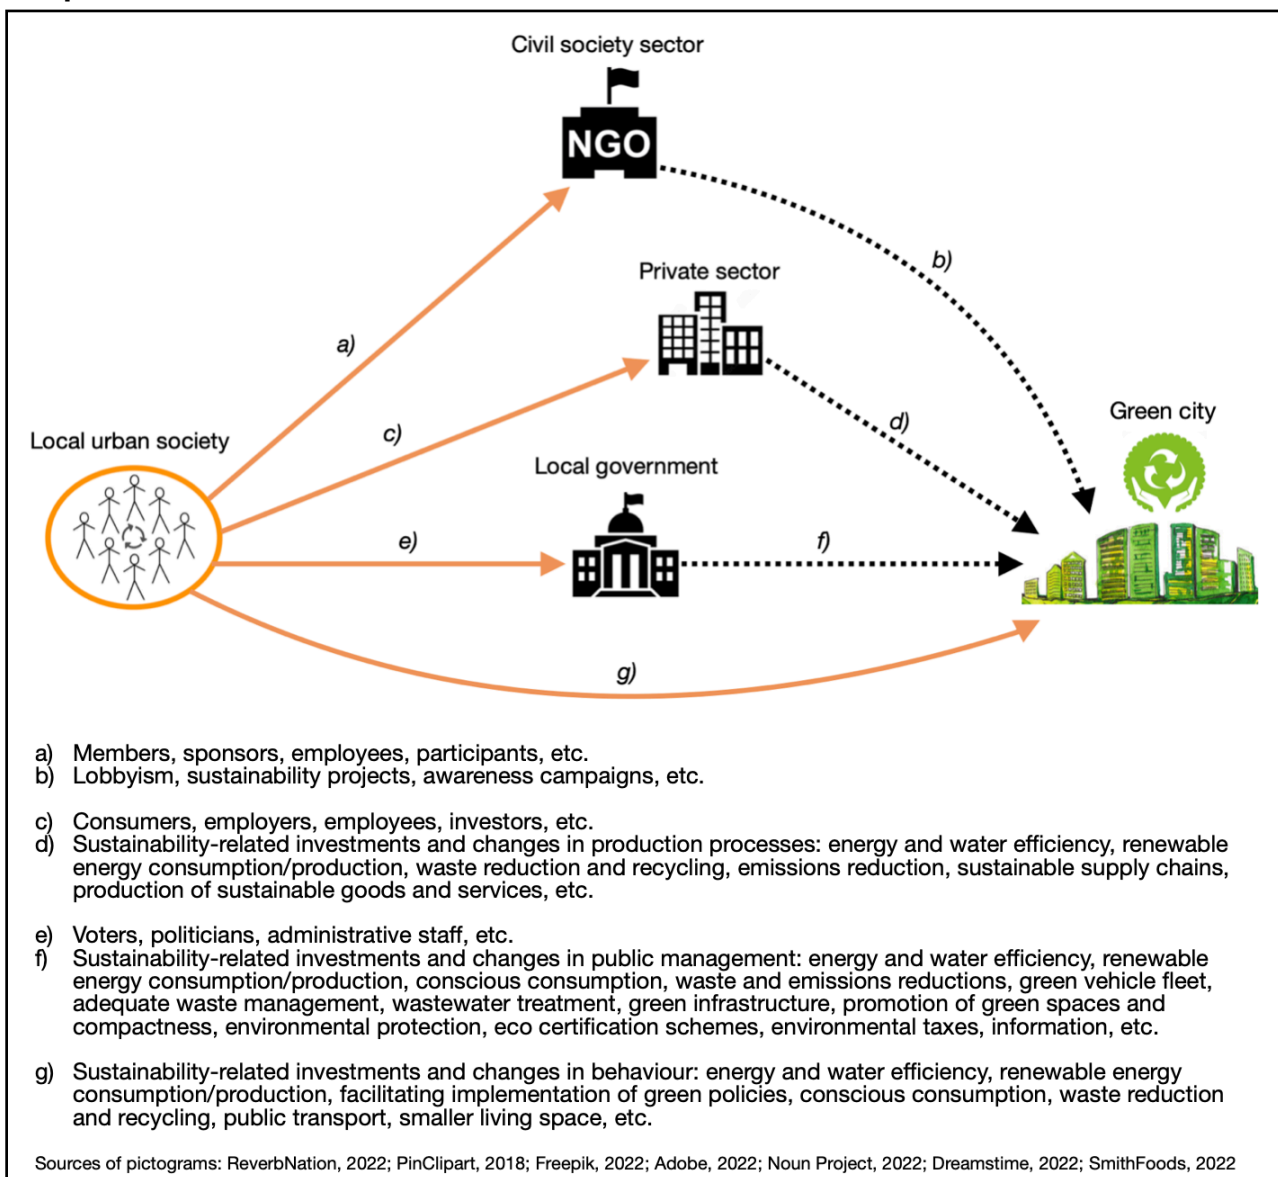 Civil society sector
NGO
b)
Private sector
a)
d)
Green city
c)
Local urban society
Local government
e)
f)
g)
a) Members, sponsors, employees, participants, etc.
b) Lobbyism, sustainability projects, awareness campaigns, etc.
c) Consumers, employers, employees, investors, etc.
d) Sustainability-related investments and changes in production processes: energy and water efficiency, renewable
energy consumption/production, waste reduction and recycling, emissions reduction, sustainable supply chains,
production of sustainable goods and services, etc.
e) Voters, politicians, administrative staff, etc.
f) Sustainability-related investments and changes in public management: energy and water efficiency, renewable
energy consumption/production, conscious consumption, waste and emissions reductions, green vehicle fleet,
adequate waste management, wastewater treatment, green infrastructure, promotion of green spaces and
compactness, environmental protection, eco certification schemes, environmental taxes, information, etc.
g) Sustainability-related investments and changes in behaviour: energy and water efficiency, renewable energy
consumption/production, facilitating implementation of green policies, conscious consumption, waste reduction
and recycling, public transport, smaller living space, etc.
Sources of pictograms: ReverbNation, 2022; PinClipart, 2018; Freepik, 2022; Adobe, 2022; Noun Project, 2022; Dreamstime, 2022; SmithFoods, 2022